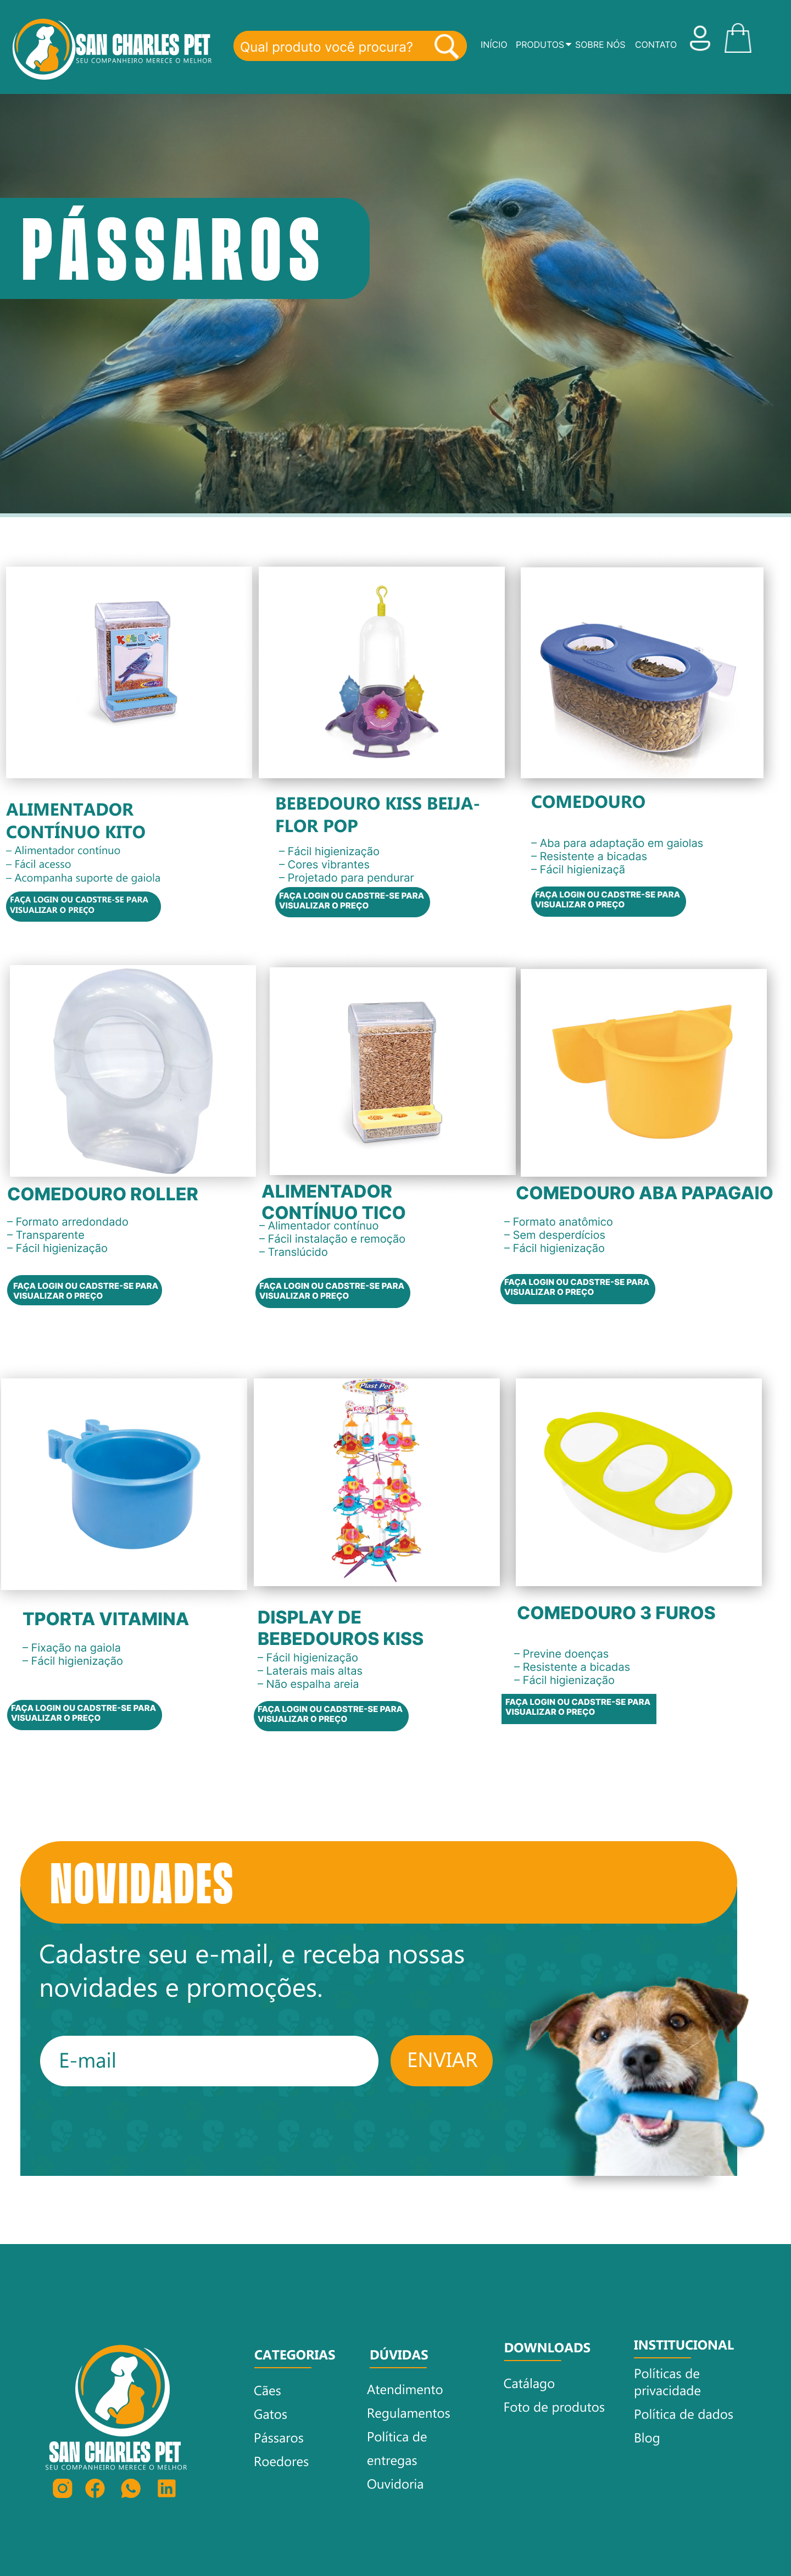 SAN CHARLES PET
SEU COMPANHEIRO MERECE O MELHOR
Qual produto você procura?
INÍCIO PRODUTOS SOBRE NÓS CONTATO
PÁSSAROS
ALIMENTADOR
CONTÍNUO KITO
– Alimentador contínuo
– Fácil acesso
– Acompanha suporte de gaiola
FAÇA LOGIN OU CADSTRE-SE PARA
VISUALIZAR O PREÇO
BEBEDOURO KISS BEIJA-
FLOR POP
– Fácil higienização
– Cores vibrantes
– Projetado para pendurar
FAÇA LOGIN OU CADSTRE-SE PARA
VISUALIZAR O PREÇO
COMEDOURO
– Aba para adaptação em gaiolas
– Resistente a bicadas
– Fácil higienizaçã
FAÇA LOGIN OU CADSTRE-SE PARA
VISUALIZAR O PREÇO
COMEDOURO ROLLER
– Formato arredondado
– Transparente
– Fácil higienização
FAÇA LOGIN OU CADSTRE-SE PARA
VISUALIZAR O PREÇO
ALIMENTADOR
CONTÍNUO TICO
– Alimentador contínuo
– Fácil instalação e remoção
– Translúcido
FAÇA LOGIN OU CADSTRE-SE PARA
VISUALIZAR O PREÇO
COMEDOURO ABA PAPAGAIO
– Formato anatômico
– Sem desperdícios
– Fácil higienização
FAÇA LOGIN OU CADSTRE-SE PARA
VISUALIZAR O PREÇO
Plast Pet
TPORTA VITAMINA
– Fixação na gaiola
– Fácil higienização
FAÇA LOGIN OU CADSTRE-SE PARA
VISUALIZAR O PREÇO
DISPLAY DE
BEBEDOUROS KISS
– Fácil higienização
– Laterais mais altas
– Não espalha areia
FAÇA LOGIN OU CADSTRE-SE PARA
VISUALIZAR O PREÇO
COMEDOURO 3 FUROS
– Previne doenças
– Resistente a bicadas
– Fácil higienização
FAÇA LOGIN OU CADSTRE-SE PARA
VISUALIZAR O PREÇO
NOVIDADES
Cadastre seu e-mail, e receba nossas
novidades e promoções.
E-mail
ENVIAR
SAN CHARLES PET
SEU COMPANHEIRO MERECE O MELHOR
CATEGORIAS
Cães
Gatos
Pássaros
Roedores
DÚVIDAS
Atendimento
Regulamentos
Política de
entregas
Ouvidoria
DOWNLOADS
Catálago
Foto de produtos
INSTITUCIONAL
Políticas de
privacidade
Política de dados
Blog